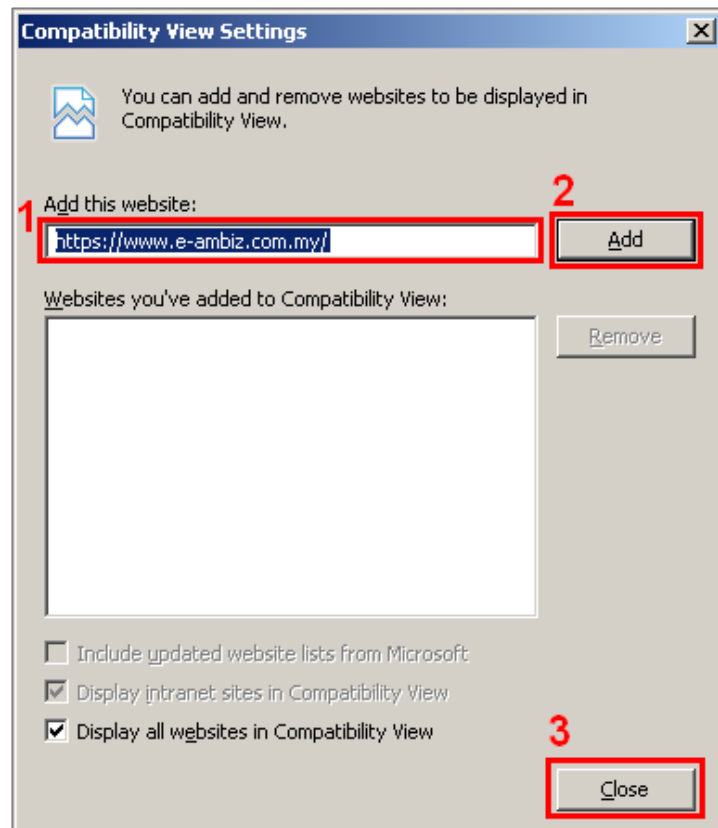 Compatibility View Settings
You can add and remove websites to be displayed in
Compatibility View.
Add this website:
1
https://www.e-ambiz.com.my/
2
Add
Websites you've added to Compatibility View:
Remove
Include updated website lists from Microsoft
Display intranet sites in Compatibility View
Display all websites in Compatibility View
3
Close